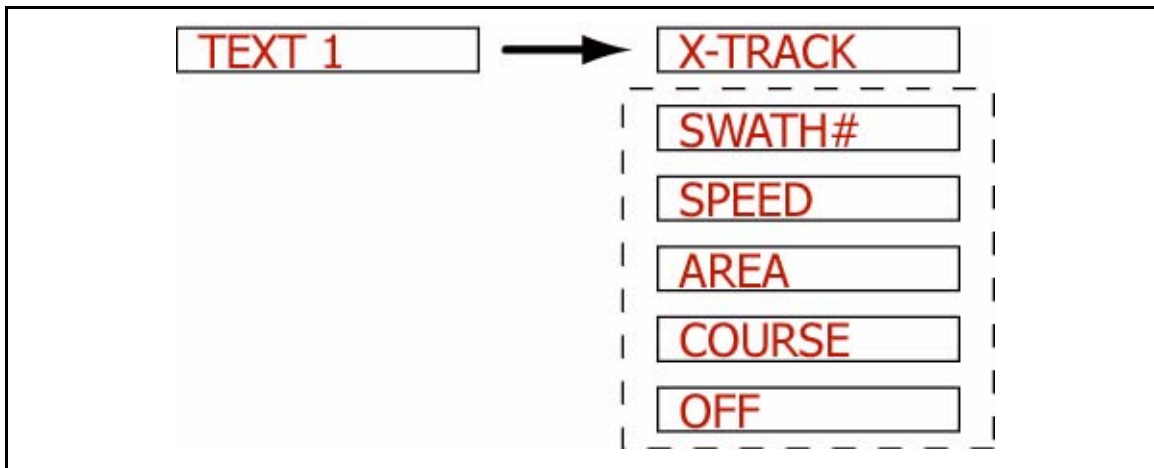 TEXT 1
X-TRACK
SWATH#
SPEED
AREA
COURSE
OFF